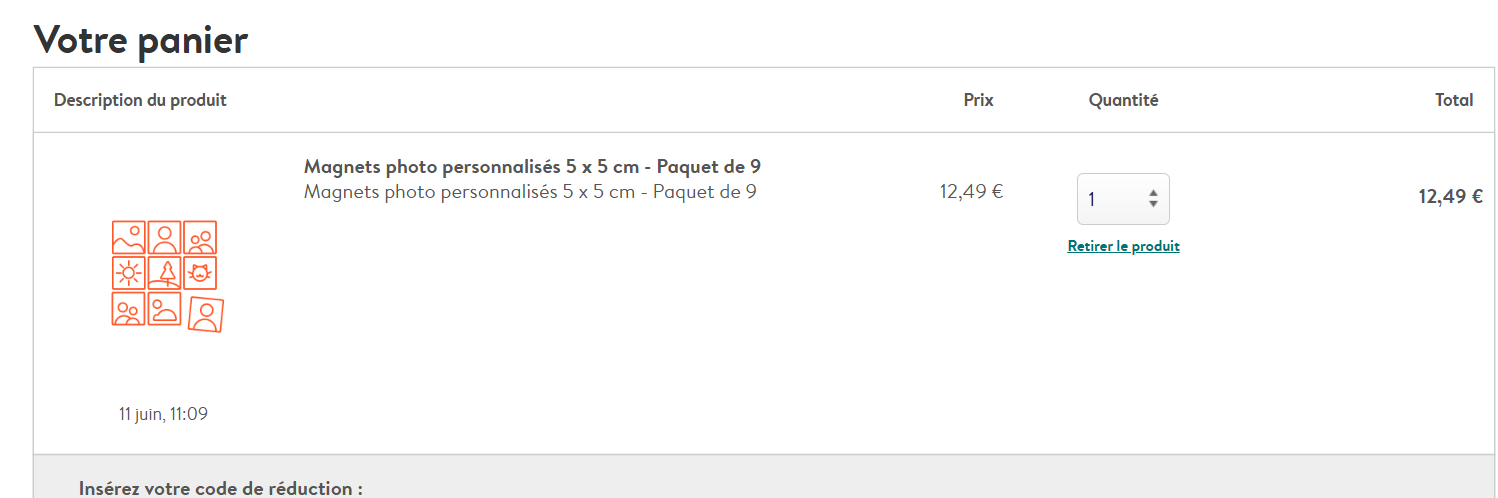 Votre panier
Description du produit Prix Quantité Total
Magnets photo personnalisés 5 x 5 cm - Paquet de 9
Magnets photo personnalisés 5 x 5 cm - Paquet de 9 12,49 € 1 12,49 €
Retirer le produit
11 juin, 11:09
Insérez votre code de réduction :